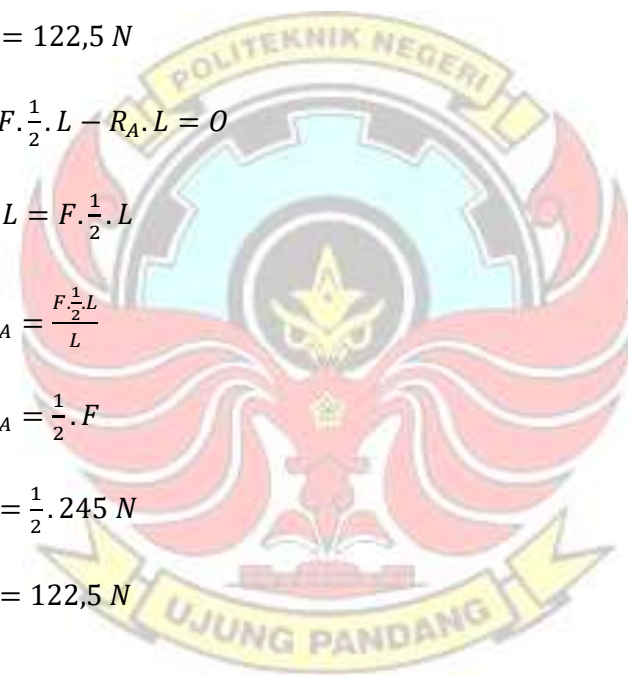 = 122,5 N
POLITEKNIK NEGERI
F.½.L − R_A.L = O
L = F.½.L
_A = (F.½.L)/L
_A = ½.F
= ½.245 N
= 122,5 N
UJUNG PANDANG